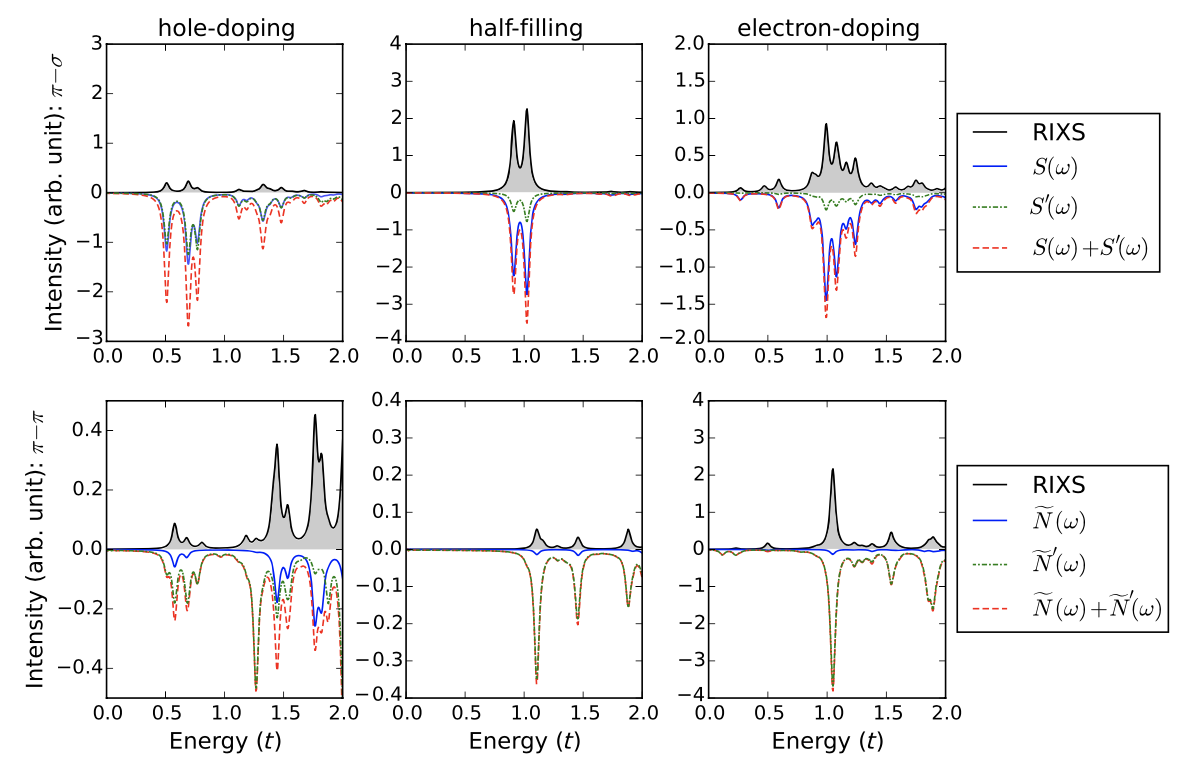 hole-doping half-filling electron-doping
Intensity (arb. unit): π−σ
3
2
1
0
−1
−2
−3
0.0 0.5 1.0 1.5 2.0
4
3
2
1
0
−1
−2
−3
−4
0.0 0.5 1.0 1.5 2.0
2.0
1.5
1.0
0.5
0.0
−0.5
−1.0
−1.5
−2.0
0.0 0.5 1.0 1.5 2.0
RIXS
S(ω)
S′(ω)
S(ω)+S′(ω)
Intensity (arb. unit): π−π
0.4
0.2
0.0
−0.2
−0.4
0.0 0.5 1.0 1.5 2.0
Energy (t)
0.4
0.3
0.2
0.1
0.0
−0.1
−0.2
−0.3
−0.4
0.0 0.5 1.0 1.5 2.0
Energy (t)
4
3
2
1
0
−1
−2
−3
−4
0.0 0.5 1.0 1.5 2.0
Energy (t)
RIXS
Ñ(ω)
Ñ′(ω)
Ñ(ω)+Ñ′(ω)